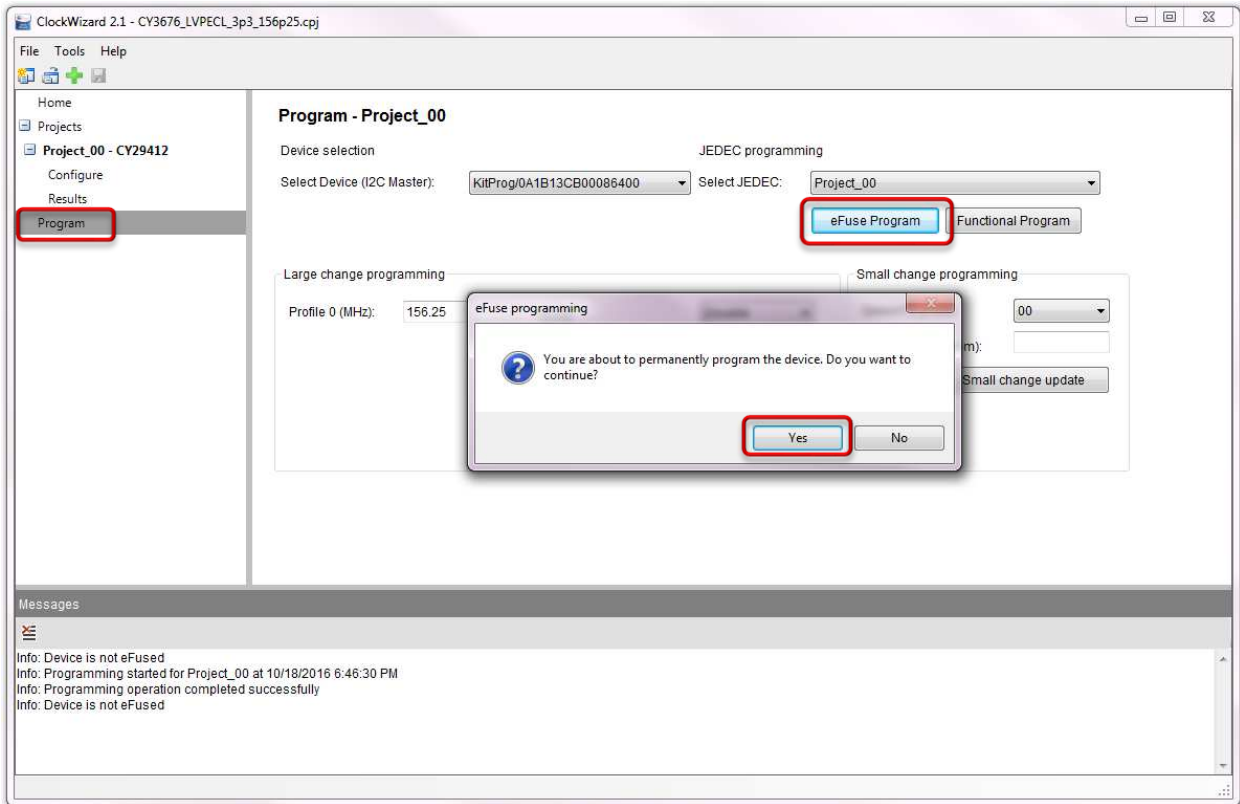 ClockWizard 2.1 - CY3676_LVPECL_3p3_156p25.cpj
File Tools Help
Home
Projects
Project_00 - CY29412
Configure
Results
Program
Program - Project_00
Device selection
JEDEC programming
Select Device (I2C Master):
KitProg/0A1B13CB00086400
Select JEDEC:
Project_00
eFuse Program
Functional Program
Large change programming
Small change programming
Profile 0 (MHz):
156.25
00
m):
Small change update
eFuse programming
You are about to permanently program the device. Do you want to
continue?
Yes
No
Messages
Info: Device is not eFused
Info: Programming started for Project_00 at 10/18/2016 6:46:30 PM
Info: Programming operation completed successfully
Info: Device is not eFused